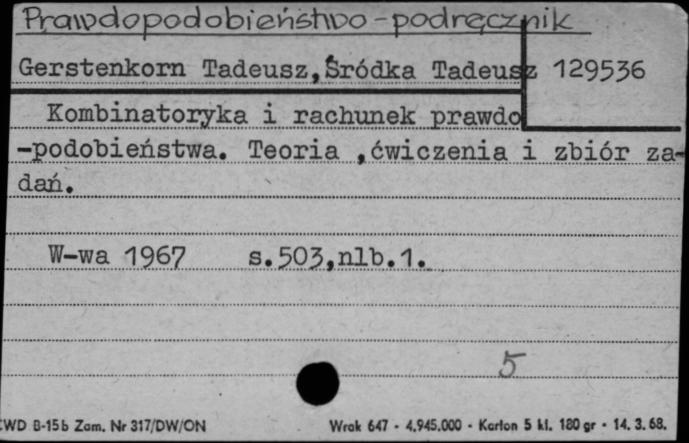 Prawdopodobieństwo - podręcznik
Gerstenkorn Tadeusz,Śródka Tadeusz 129536
Kombinatoryka i rachunek prawdo
-podobieństwa. Teoria ,ćwiczenia i zbiór za-
dań.
W-wa 1967 s.503,nlb.1.
5
CWD B-15b Zam. Nr 317/DW/ON Wrak 647 - 4.945.000 - Karton 5 kl. 180 gr - 14. 3. 68.